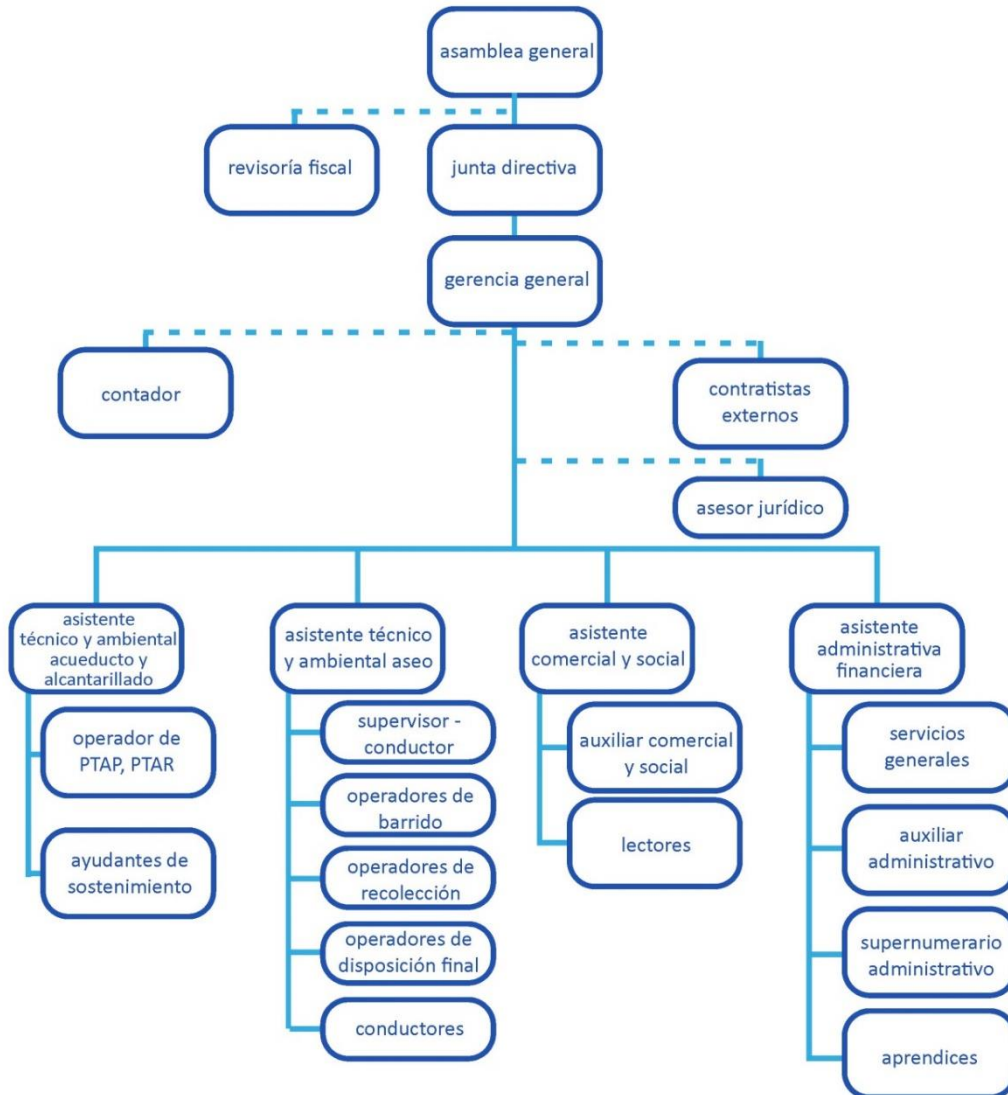 asamblea general
revisoría fiscal
junta directiva
gerencia general
contador
contratistas
externos
asesor jurídico
asistente
técnico y ambiental
acueducto y
alcantarillado
operador de
PTAP, PTAR
ayudantes de
sostenimiento
asistente técnico
y ambiental aseo
supervisor -
conductor
operadores de
barrido
operadores de
recolección
operadores de
disposición final
conductores
asistente
comercial y social
auxiliar comercial
y social
lectores
asistente
administrativa
financiera
servicios
generales
auxiliar
administrativo
supernumerario
administrativo
aprendices